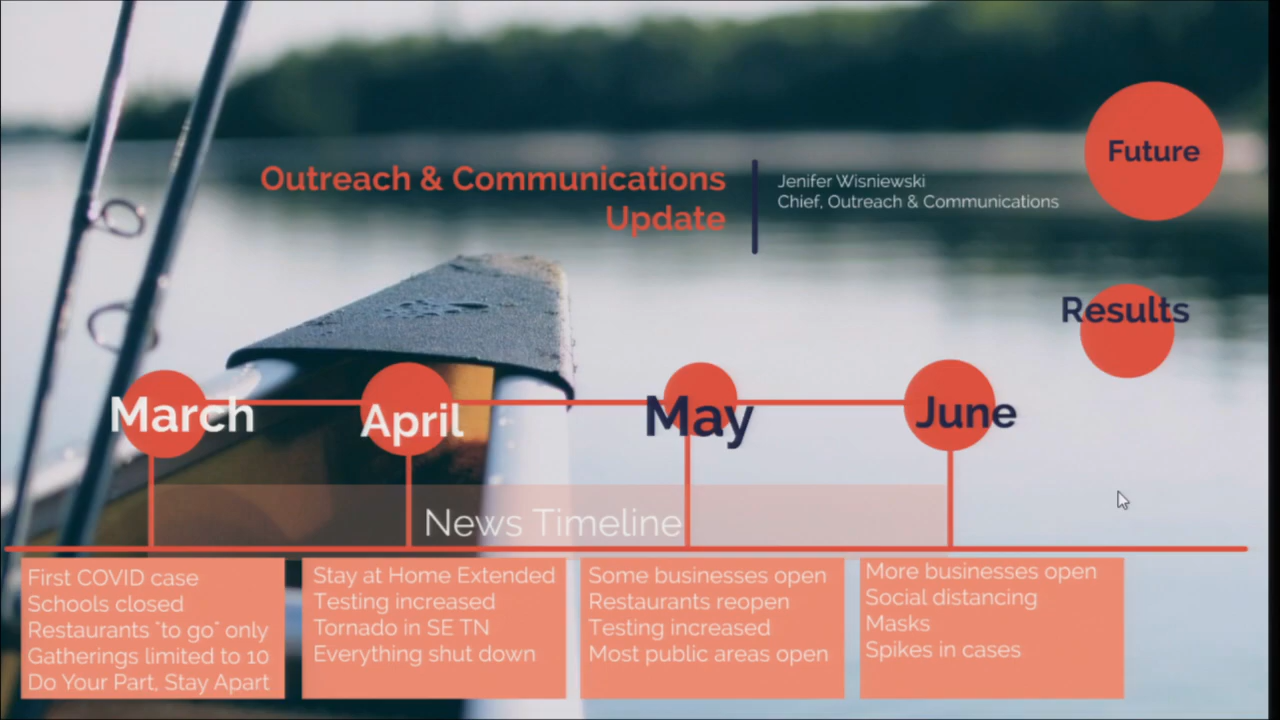 Outreach & Communications
Update
Jenifer Wisniewski
Chief, Outreach & Communications
Future
Results
March
April
May
June
News Timeline
First COVID case
Schools closed
Restaurants "to go" only
Gatherings limited to 10
Do Your Part, Stay Apart
Stay at Home Extended
Testing increased
Tornado in SE TN
Everything shut down
Some businesses open
Restaurants reopen
Testing increased
Most public areas open
More businesses open
Social distancing
Masks
Spikes in cases